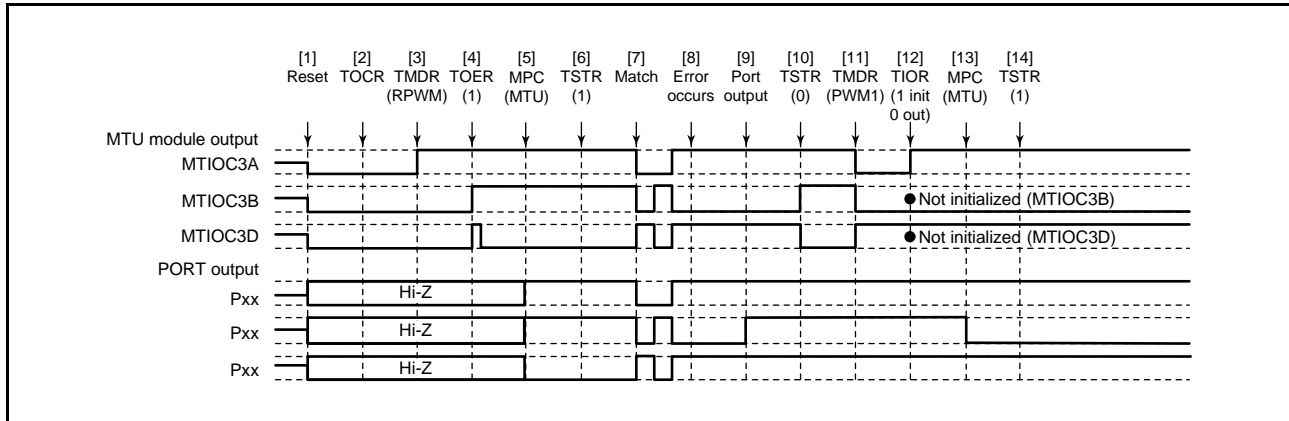 [1] [2] [3] [4] [5] [6] [7] [8] [9] [10] [11] [12] [13] [14]
Reset TOCR TMDR TOER MPC TSTR Match Error Port TSTR TMDR TIOR MPC TSTR
(RPWM) (1) (MTU) (1) occurs output (0) (PWM1) (1 init (MTU) (1)
0 out)
MTU module output
MTIOC3A
MTIOC3B Not initialized (MTIOC3B)
MTIOC3D Not initialized (MTIOC3D)
PORT output
Pxx Hi-Z
Pxx Hi-Z
Pxx Hi-Z